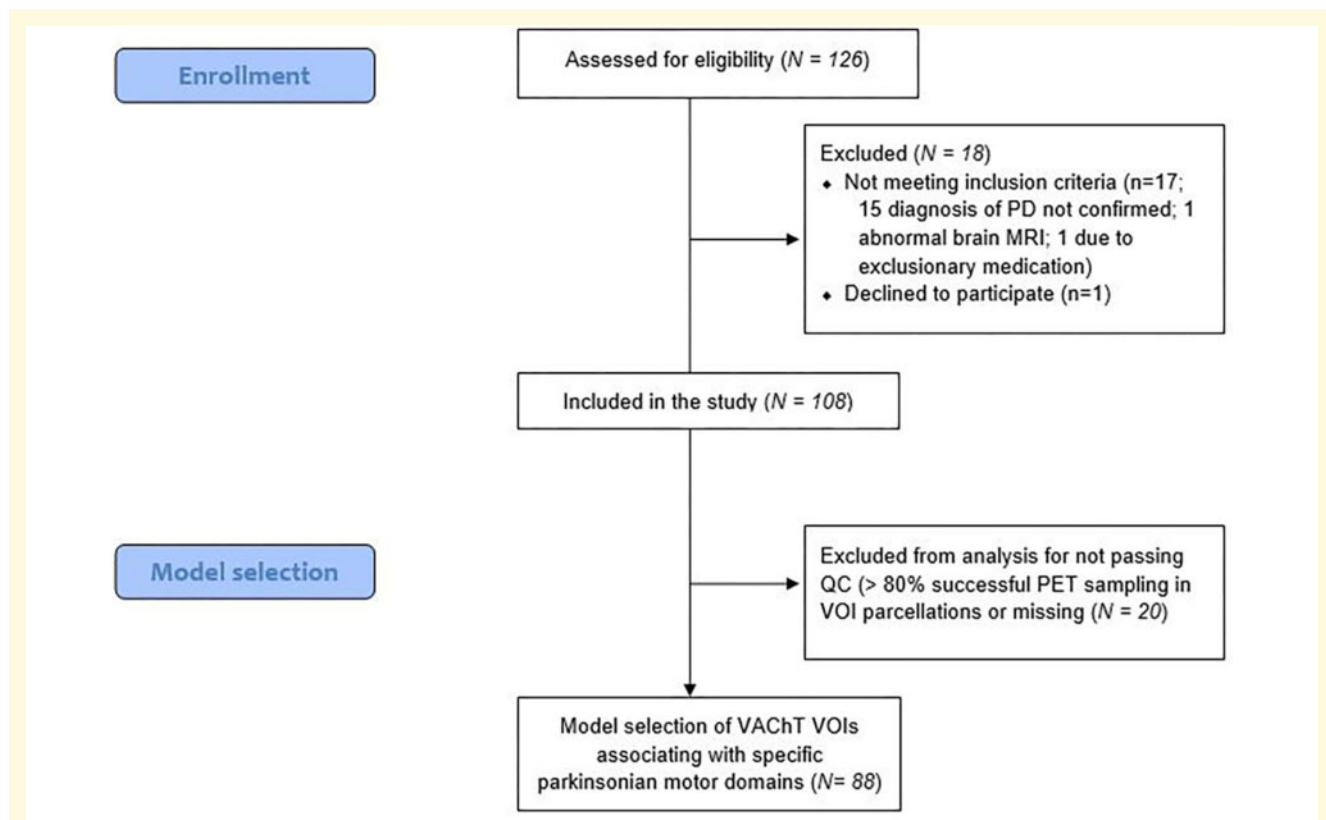 Enrollment
Assessed for eligibility (N = 126)
Excluded (N = 18)
♦ Not meeting inclusion criteria (n=17;
15 diagnosis of PD not confirmed; 1
abnormal brain MRI; 1 due to
exclusionary medication)
♦ Declined to participate (n=1)
Included in the study (N = 108)
Model selection
Excluded from analysis for not passing
QC (> 80% successful PET sampling in
VOI parcellations or missing (N = 20)
Model selection of VAChT VOIs
associating with specific
parkinsonian motor domains (N= 88)